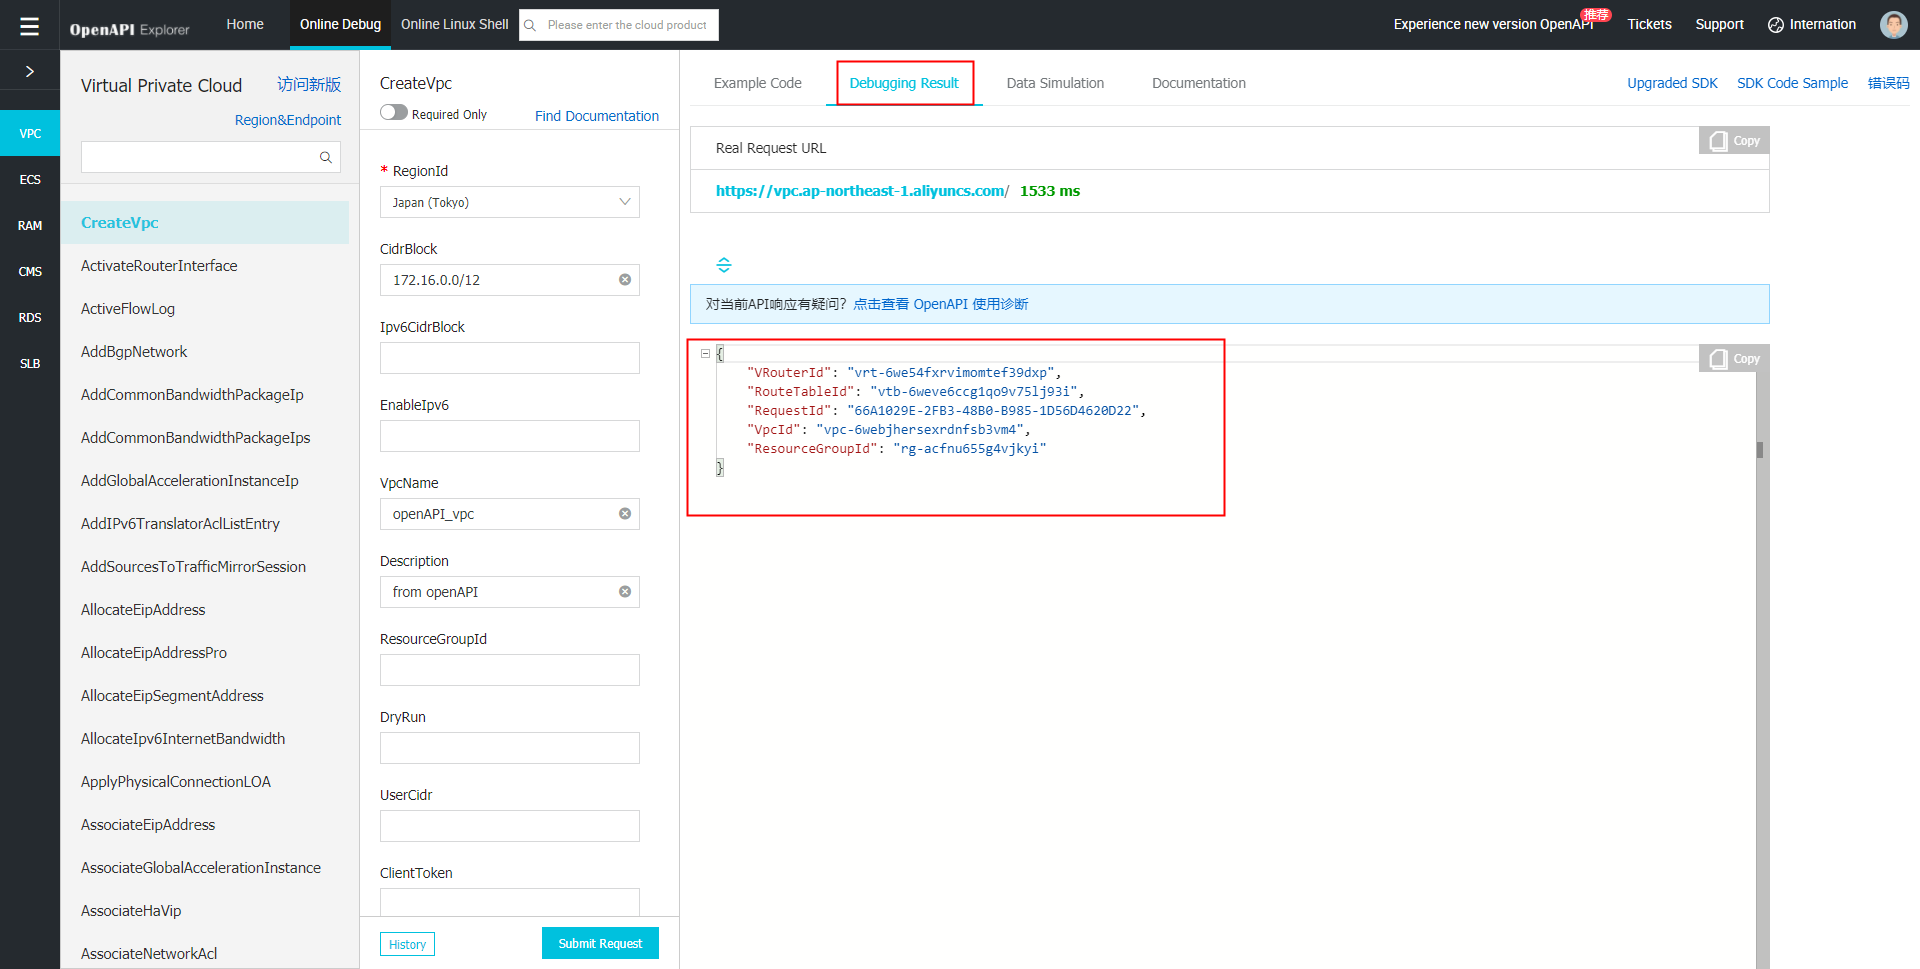 OpenAPI Explorer
Home
Online Debug
Online Linux Shell
Please enter the cloud product
Experience new version OpenAPI
推荐
Tickets
Support
Internation
Virtual Private Cloud
访问新版
Region&Endpoint
VPC
ECS
RAM
CMS
RDS
SLB
CreateVpc
ActivateRouterInterface
ActiveFlowLog
AddBgpNetwork
AddCommonBandwidthPackageIp
AddCommonBandwidthPackageIps
AddGlobalAccelerationInstanceIp
AddIPv6TranslatorAclListEntry
AddSourcesToTrafficMirrorSession
AllocateEipAddress
AllocateEipAddressPro
AllocateEipSegmentAddress
AllocateIpv6InternetBandwidth
ApplyPhysicalConnectionLOA
AssociateEipAddress
AssociateGlobalAccelerationInstance
AssociateHaVip
AssociateNetworkAcl
CreateVpc
Required Only
Find Documentation
* RegionId
Japan (Tokyo)
CidrBlock
172.16.0.0/12
Ipv6CidrBlock
EnableIpv6
VpcName
openAPI_vpc
Description
from openAPI
ResourceGroupId
DryRun
UserCidr
ClientToken
History
Submit Request
Example Code
Debugging Result
Data Simulation
Documentation
Upgraded SDK
SDK Code Sample
错误码
Real Request URL
Copy
https://vpc.ap-northeast-1.aliyuncs.com/ 1533 ms
对当前API响应有疑问？点击查看 OpenAPI 使用诊断
Copy
{
"VRouterId": "vrt-6we54fxrvimomtef39dxp",
"RouteTableId": "vtb-6weve6ccg1qo9v75lj93i",
"RequestId": "66A1029E-2FB3-48B0-B985-1D56D4620D22",
"VpcId": "vpc-6webjhersexrdnfsb3vm4",
"ResourceGroupId": "rg-acfnu655g4vjkyi"
}